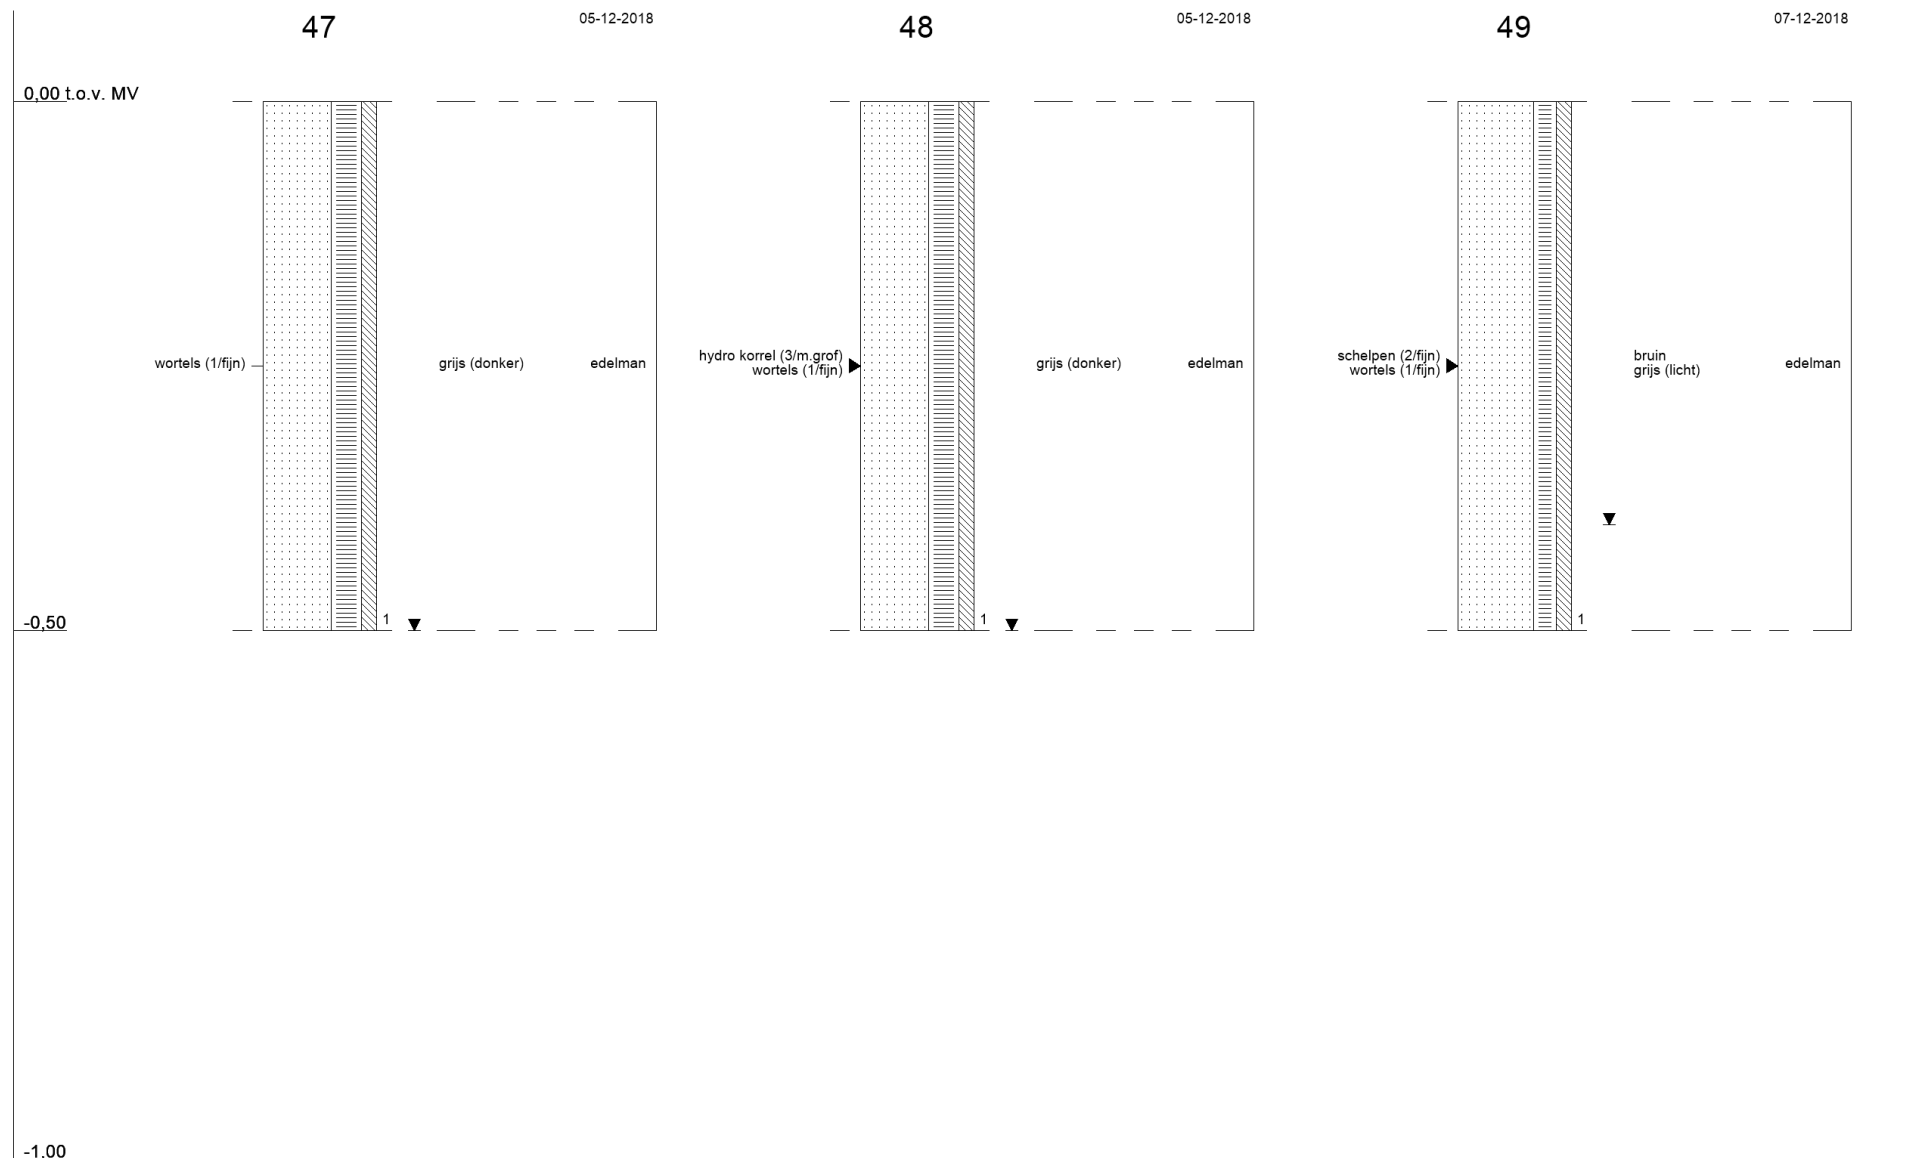 47
05-12-2018
48
05-12-2018
49
07-12-2018
0,00 t.o.v. MV
wortels (1/fijn)
grijs (donker)
edelman
hydro korrel (3/m.grof)
wortels (1/fijn)
grijs (donker)
edelman
schelpen (2/fijn)
wortels (1/fijn)
bruin
grijs (licht)
edelman
-0,50
1
1
1
-1,00